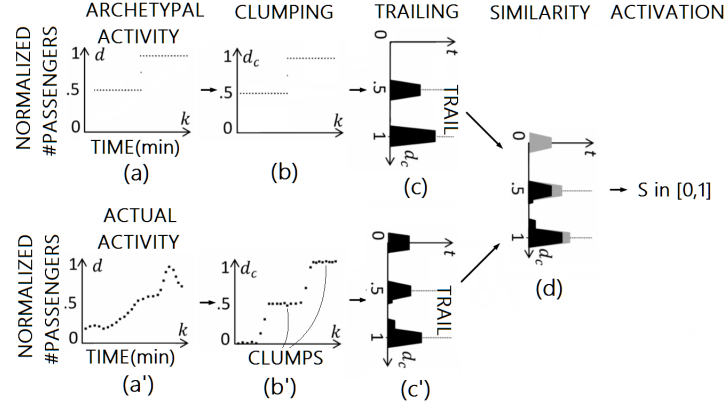 ARCHETYPAL ACTIVITY
CLUMPING
TRAILING
SIMILARITY
ACTIVATION
NORMALIZED #PASSENGERS
1 d
.5
0
k
TIME(min)
(a)
1 d_c
.5
0
k
(b)
0
t
.5
1
d_c
TRAIL
(c)
0
t
.5
1
d_c
(d)
S in [0,1]
ACTUAL ACTIVITY
NORMALIZED #PASSENGERS
1 d
.5
0
k
TIME(min)
(a')
1 d_c
.5
0
k
CLUMPS
(b')
0
t
.5
1
d_c
TRAIL
(c')